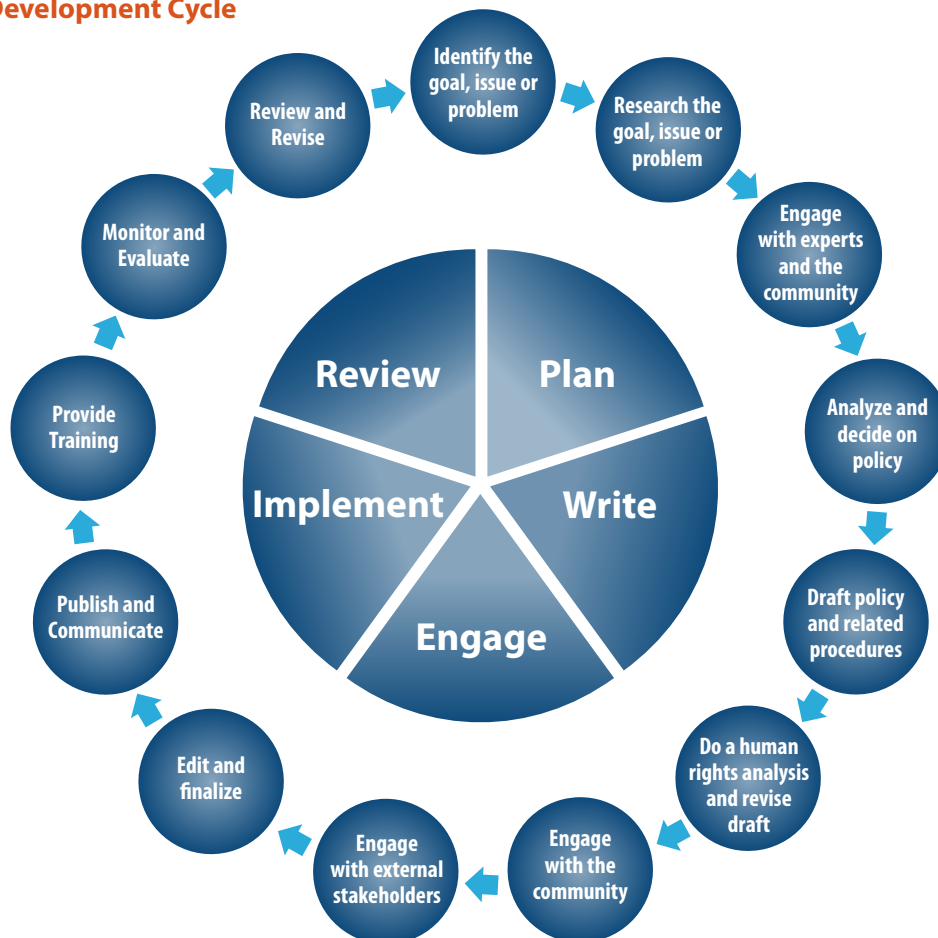 Development Cycle
Identify the
goal, issue or
problem
Research the
goal, issue or
problem
Engage
with experts
and the
community
Analyze and
decide on
policy
Draft policy
and related
procedures
Do a human
rights analysis
and revise
draft
Engage
with the
community
Engage
with external
stakeholders
Edit and
finalize
Publish and
Communicate
Provide
Training
Monitor and
Evaluate
Review and
Revise
Plan
Write
Engage
Implement
Review